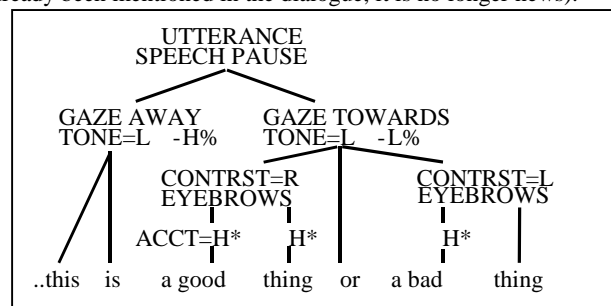 already been mentioned in the dialogue, it is no longer news).
UTTERANCE
SPEECH PAUSE
GAZE AWAY GAZE TOWARDS
TONE=L -H% TONE=L -L%
CONTRST=R CONTRST=L
EYEBROWS EYEBROWS
ACCT=H* H* H*
..this is a good thing or a bad thing